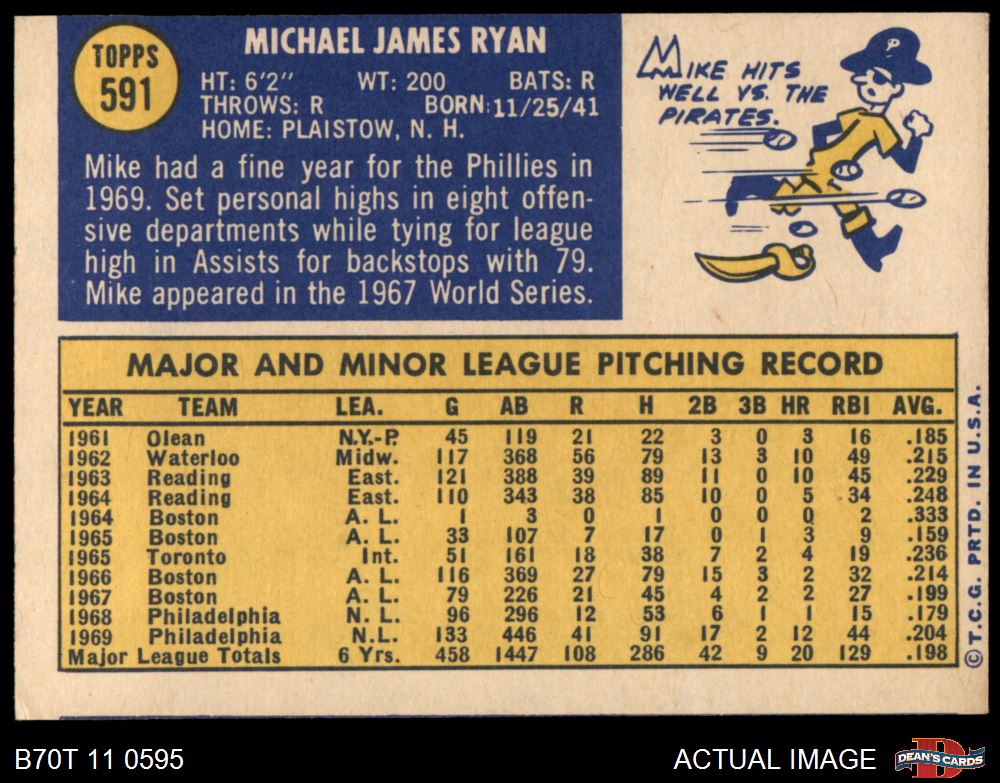 TOPPS
591
MICHAEL JAMES RYAN
HT: 6'2" WT: 200 BATS: R
THROWS: R BORN: 11/25/41
HOME: PLAISTOW, N. H.
Mike had a fine year for the Phillies in
1969. Set personal highs in eight offen-
sive departments while tying for league
high in Assists for backstops with 79.
Mike appeared in the 1967 World Series.
MIKE HITS
WELL VS. THE
PIRATES.
P
MAJOR AND MINOR LEAGUE PITCHING RECORD
YEAR TEAM LEA. G AB R H 2B 3B HR RBI AVG.
1961 Olean N.Y.-P. 45 119 21 22 3 0 3 16 .185
1962 Waterloo Midw. 117 368 56 79 13 3 10 49 .215
1963 Reading East. 121 388 39 89 11 0 10 45 .229
1964 Reading East. 110 343 38 85 10 0 5 34 .248
1964 Boston A. L. 1 3 0 1 0 0 0 2 .333
1965 Boston A. L. 33 107 7 17 0 1 3 9 .159
1965 Toronto Int. 51 161 18 38 7 2 4 19 .236
1966 Boston A. L. 116 369 27 79 15 3 2 32 .214
1967 Boston A. L. 79 226 21 45 4 2 2 27 .199
1968 Philadelphia N. L. 96 296 12 53 6 1 1 15 .179
1969 Philadelphia N.L. 133 446 41 91 17 2 12 44 .204
Major League Totals 6 Yrs. 458 1447 108 286 42 9 20 129 .198
© T.C.G. PRTD. IN U.S.A.
B70T 11 0595
ACTUAL IMAGE
D
DEAN'S CARDS